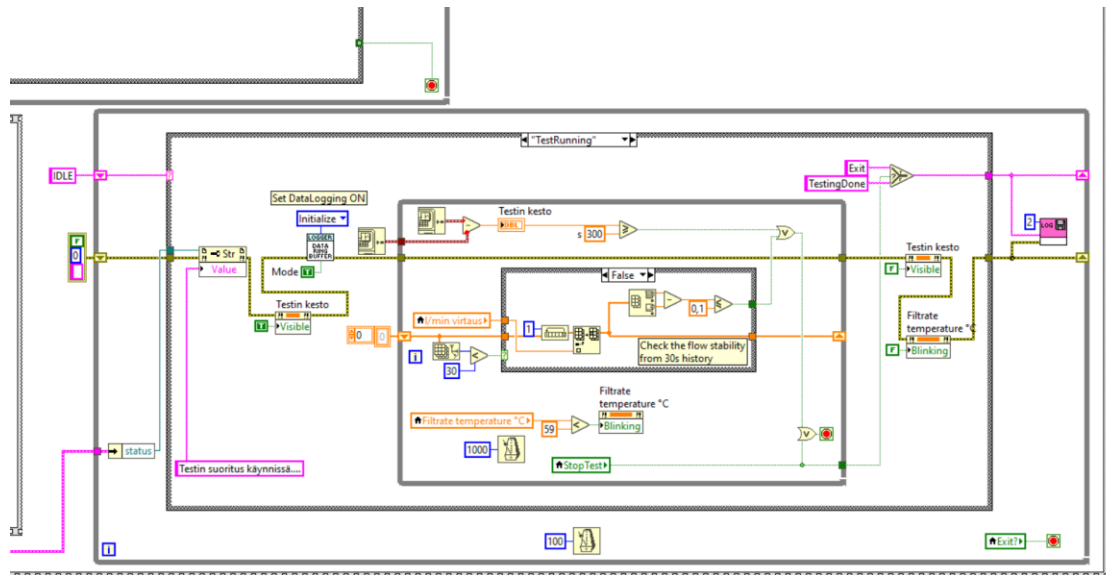 "TestRunning"
IDLE
Exit
TestingDone
Set DataLogging ON
Initialize
LOGGER
DATA
RING
BUFFER
Mode
T
Testin kesto
DBL
s 300
F
0
Str
Value
Testin kesto
T
Visible
2
LOG
Testin kesto
F
Visible
False
l/min virtaus
1
0,1
0
0
i
30
Check the flow stability
from 30s history
Filtrate
temperature °C
F
Blinking
Filtrate
temperature °C
Filtrate temperature °C
59
Blinking
status
1000
StopTest
Testin suoritus käynnissä....
100
i
Exit?